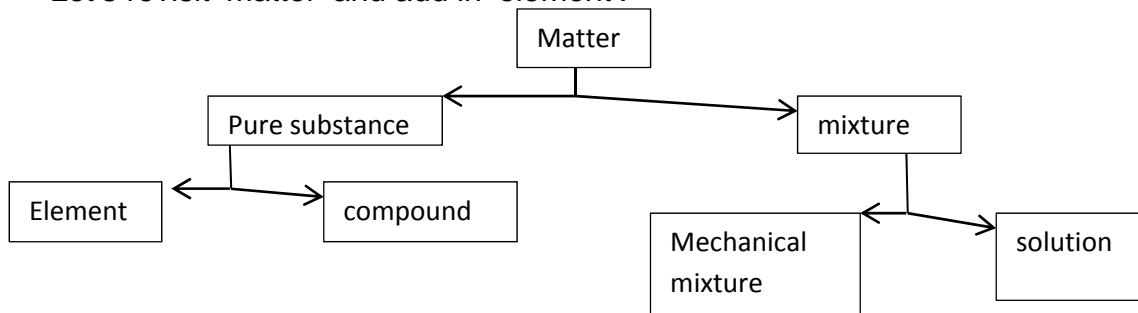 Matter
Pure substance
mixture
Element
compound
Mechanical
mixture
solution